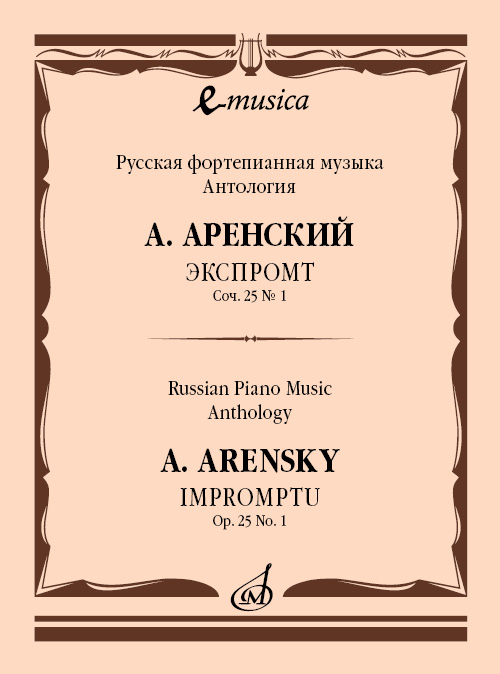 e-musica
Русская фортепианная музыка
Антология
А. АРЕНСКИЙ
ЭКСПРОМТ
Соч. 25 № 1
Russian Piano Music
Anthology
A. ARENSKY
IMPROMPTU
Op. 25 No. 1